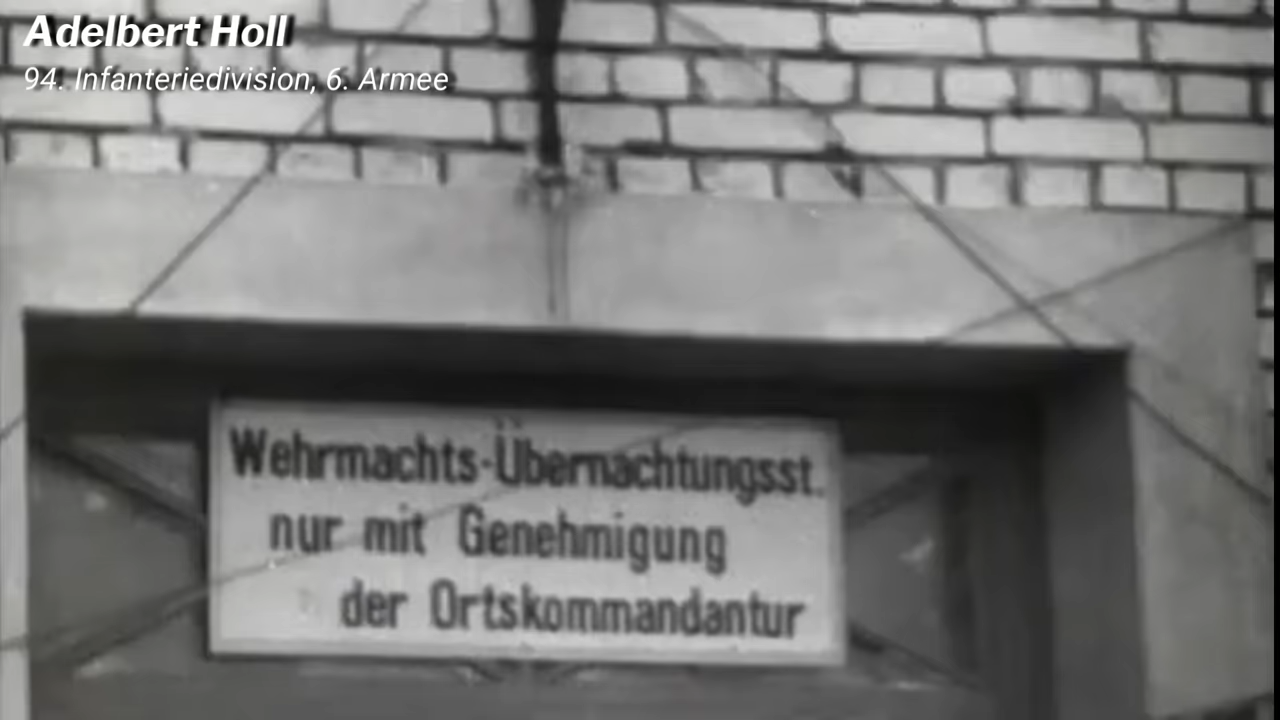 Adelbert Holl
94. Infanteriedivision, 6. Armee
Wehrmachts-Übernachtungsst.
nur mit Genehmigung
der Ortskommandantur